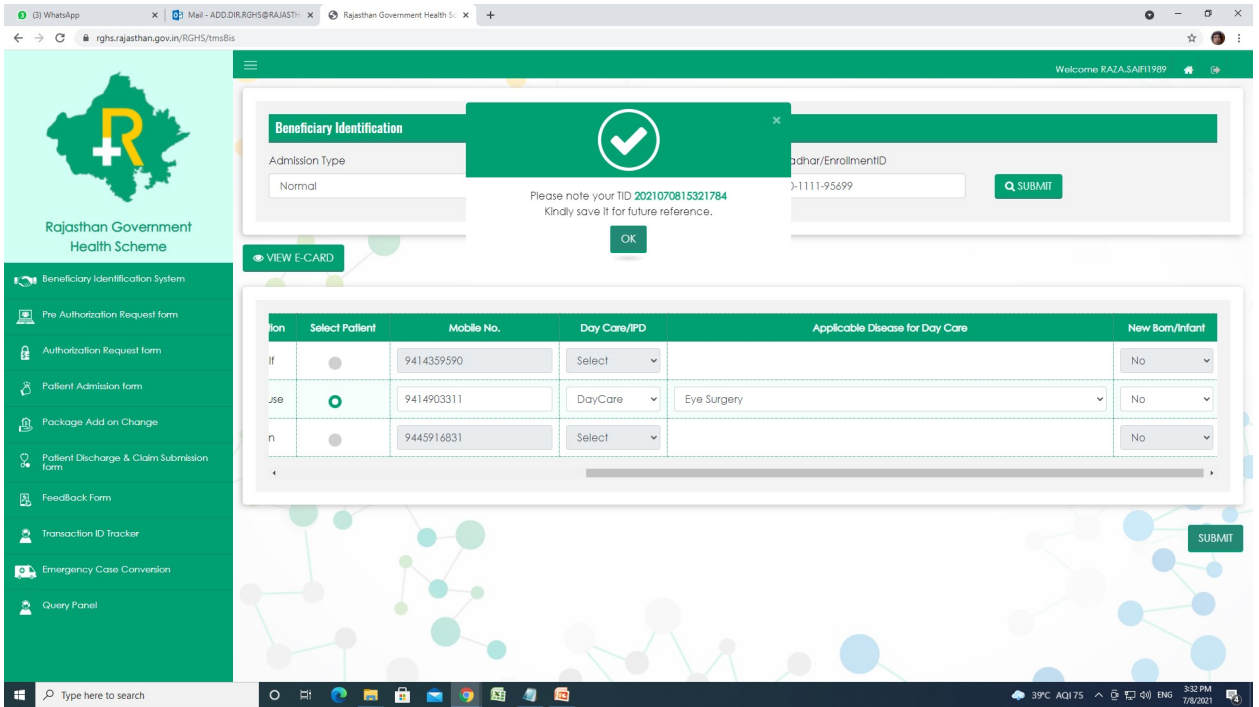 (3) WhatsApp
Mail - ADD.DIR.RGHS@RAJASTH
Rajasthan Government Health Sc
rghs.rajasthan.gov.in/RGHS/tmsBis
Welcome RAZA.SAIFI1989
R
Rajasthan Government
Health Scheme
Beneficiary Identification System
Pre Authorization Request form
Authorization Request form
Patient Admission form
Package Add on Change
Patient Discharge & Claim Submission
form
FeedBack Form
Transaction ID Tracker
Emergency Case Conversion
Query Panel
Beneficiary Identification
Admission Type
adhar/EnrollmentID
Normal
0-1111-95699
SUBMIT
Please note your TID 2021070815321784
Kindly save it for future reference.
OK
VIEW E-CARD
tion Select Patient Mobile No. Day Care/IPD Applicable Disease for Day Care New Born/Infant
lf 9414359590 Select No
use 9414903311 DayCare Eye Surgery No
n 9445916831 Select No
SUBMIT
Type here to search
39°C AQI 75 ENG 3:32 PM
7/8/2021